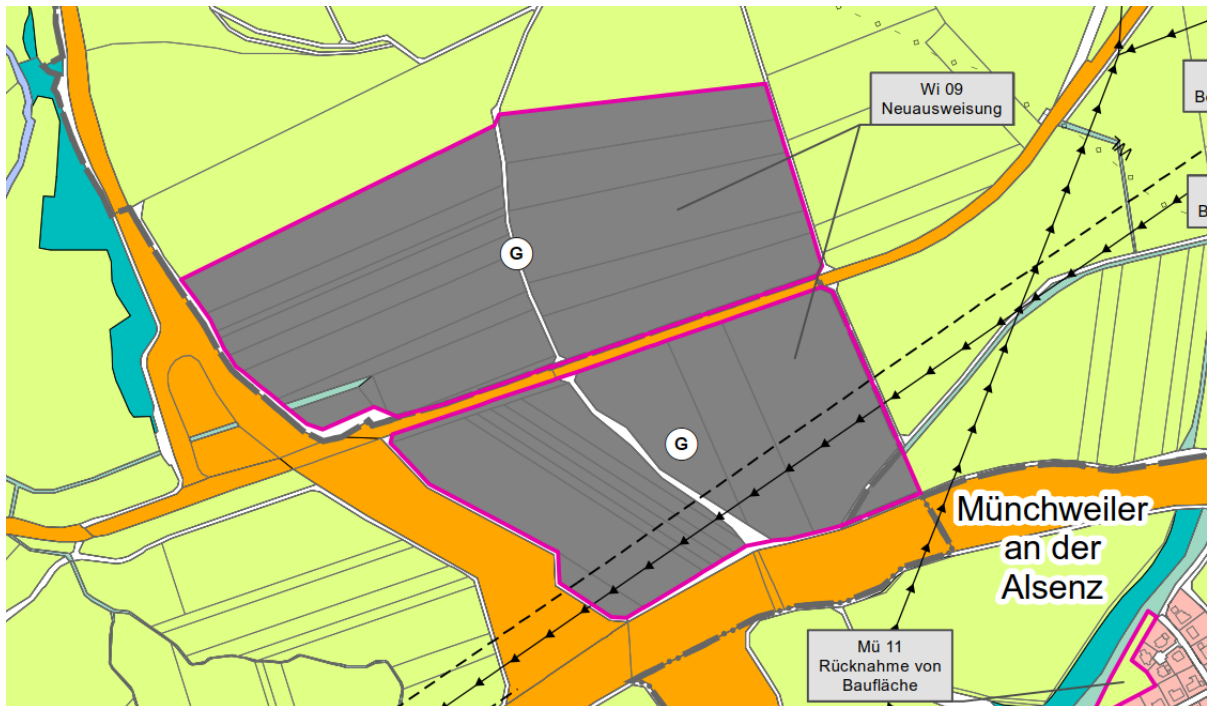 Wi 09
Neuausweisung
G
G
Münchweiler
an der
Alsenz
Mü 11
Rücknahme von
Baufläche